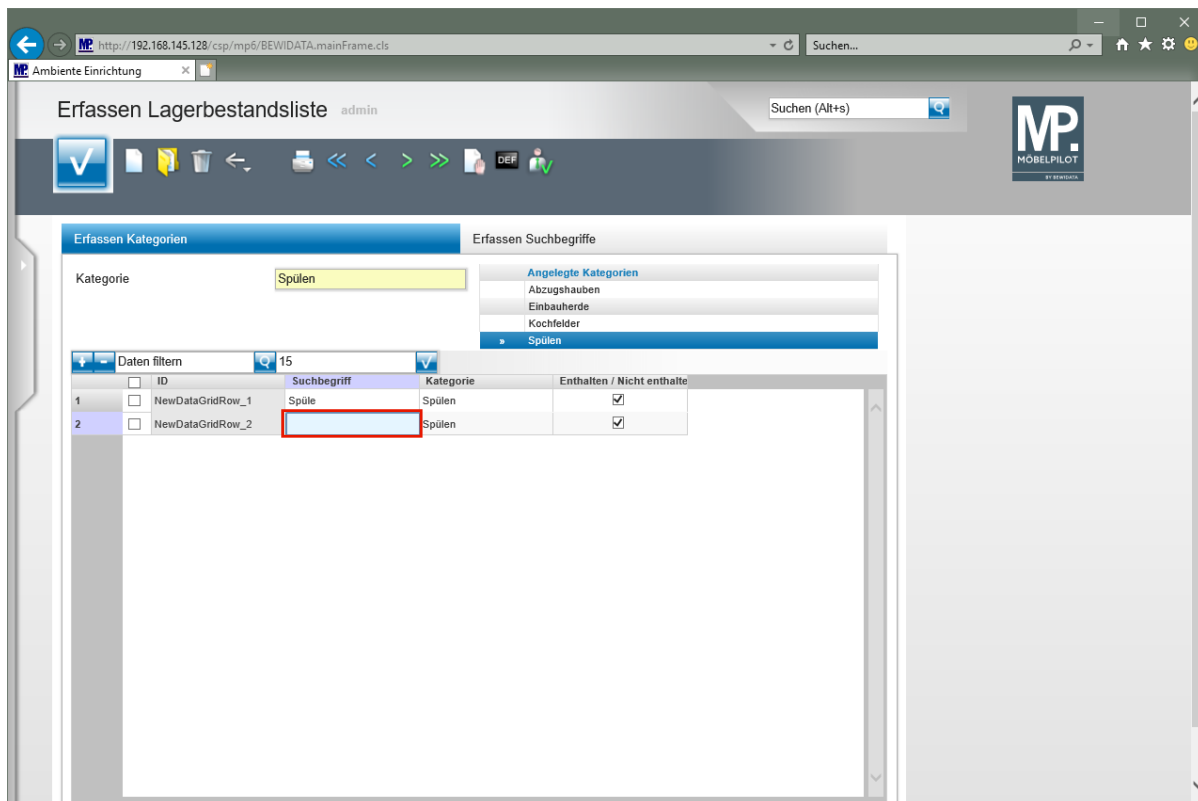 http://192.168.145.128/csp/mp6/BEWIDATA.mainFrame.cls
Suchen...
MP. Ambiente Einrichtung
Erfassen Lagerbestandsliste admin
Suchen (Alt+s)
MP.
MÖBELPILOT
BY BEWIDATA
DEF
Erfassen Kategorien
Erfassen Suchbegriffe
Kategorie
Spülen
Angelegte Kategorien
Abzugshauben
Einbauherde
Kochfelder
» Spülen
Daten filtern 15
ID Suchbegriff Kategorie Enthalten / Nicht enthalte
1 NewDataGridRow_1 Spüle Spülen
2 NewDataGridRow_2 Spülen